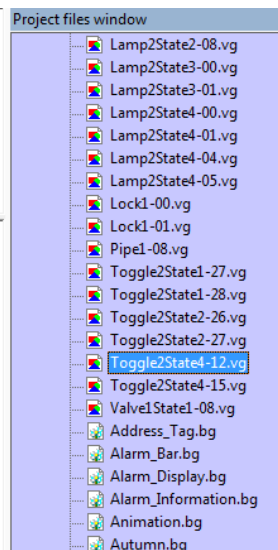 Project files window
Lamp2State2-08.vg
Lamp2State3-00.vg
Lamp2State3-01.vg
Lamp2State4-00.vg
Lamp2State4-01.vg
Lamp2State4-04.vg
Lamp2State4-05.vg
Lock1-00.vg
Lock1-01.vg
Pipe1-08.vg
Toggle2State1-27.vg
Toggle2State1-28.vg
Toggle2State2-26.vg
Toggle2State2-27.vg
Toggle2State4-12.vg
Toggle2State4-15.vg
Valve1State1-08.vg
Address_Tag.bg
Alarm_Bar.bg
Alarm_Display.bg
Alarm_Information.bg
Animation.bg
Autumn.bg